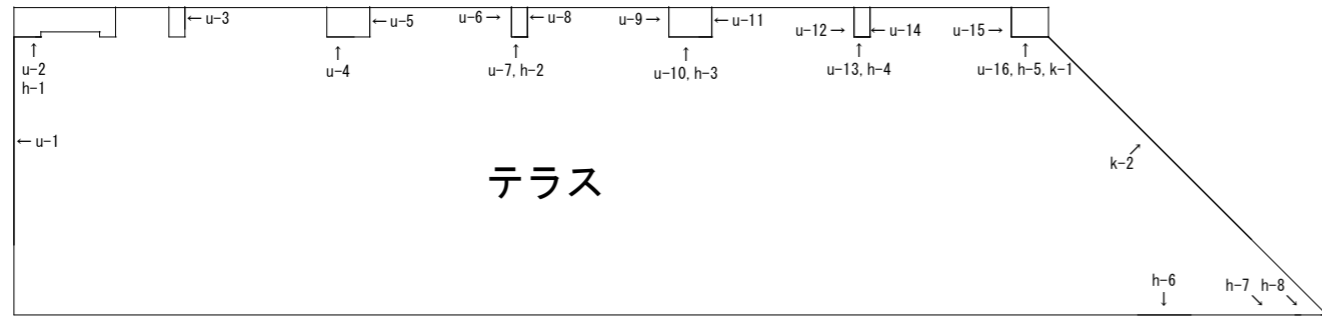 ← u-3
← u-5
u-6 →
← u-8
u-9 →
← u-11
u-12 →
← u-14
u-15 →
↑
u-2
h-1
↑
u-4
↑
u-7, h-2
↑
u-10, h-3
↑
u-13, h-4
↑
u-16, h-5, k-1
← u-1
↗
k-2
テラス
h-6
↓
h-7
↘
h-8
↘